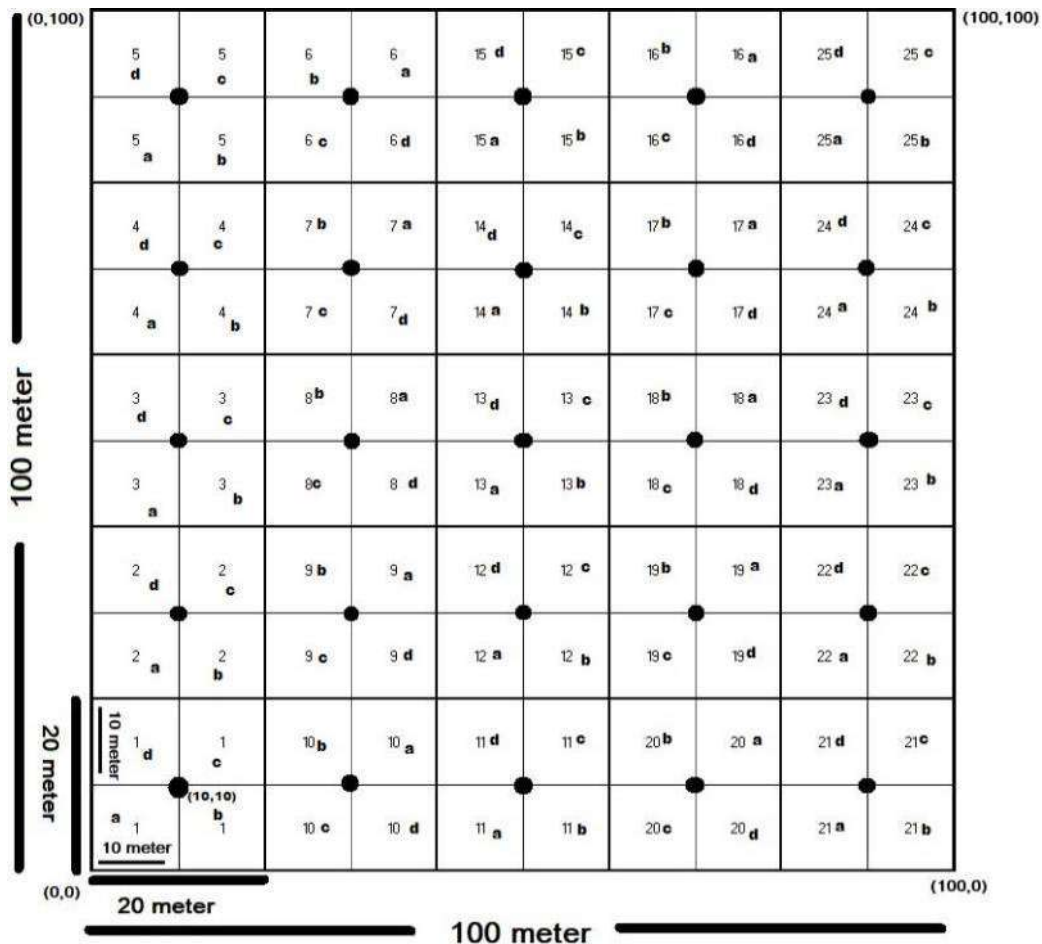 (0,100) (100,100)
5 5 6 6 15 d 15 c 16 b 16 a 25 d 25 c
d c b a
5 5 6 c 6 d 15 a 15 b 16 c 16 d 25 a 25 b
a b
4 4 7 b 7 a 14 d 14 c 17 b 17 a 24 d 24 c
d c
4 4 7 c 7 d 14 a 14 b 17 c 17 d 24 a 24 b
a b
3 3 8 b 8 a 13 d 13 c 18 b 18 a 23 d 23 c
d c
100 meter
3 3 8 c 8 d 13 a 13 b 18 c 18 d 23 a 23 b
a b
2 2 9 b 9 a 12 d 12 c 19 b 19 a 22 d 22 c
d c
2 2 9 c 9 d 12 a 12 b 19 c 19 d 22 a 22 b
a b
20 meter
10 meter
1 1 10 b 10 a 11 d 11 c 20 b 20 a 21 d 21 c
d c
(10,10)
a b
1 1 10 c 10 d 11 a 11 b 20 c 20 d 21 a 21 b
10 meter
(0,0) (100,0)
20 meter
100 meter